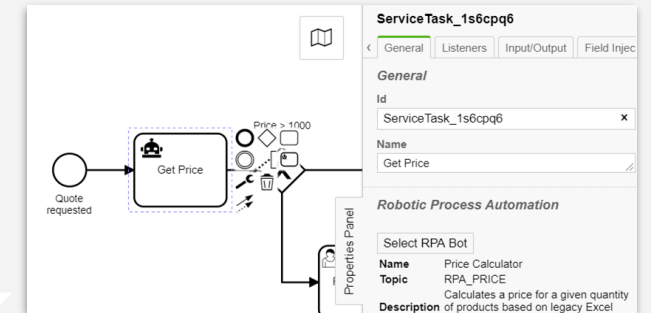 ServiceTask_1s6cpq6
General
Listeners
Input/Output
Field Injec
General
Id
ServiceTask_1s6cpq6
Name
Get Price
Robotic Process Automation
Select RPA Bot
Name Price Calculator
Topic RPA_PRICE
Calculates a price for a given quantity
Description of products based on legacy Excel
Properties Panel
Price > 1000
Get Price
Quote
requested